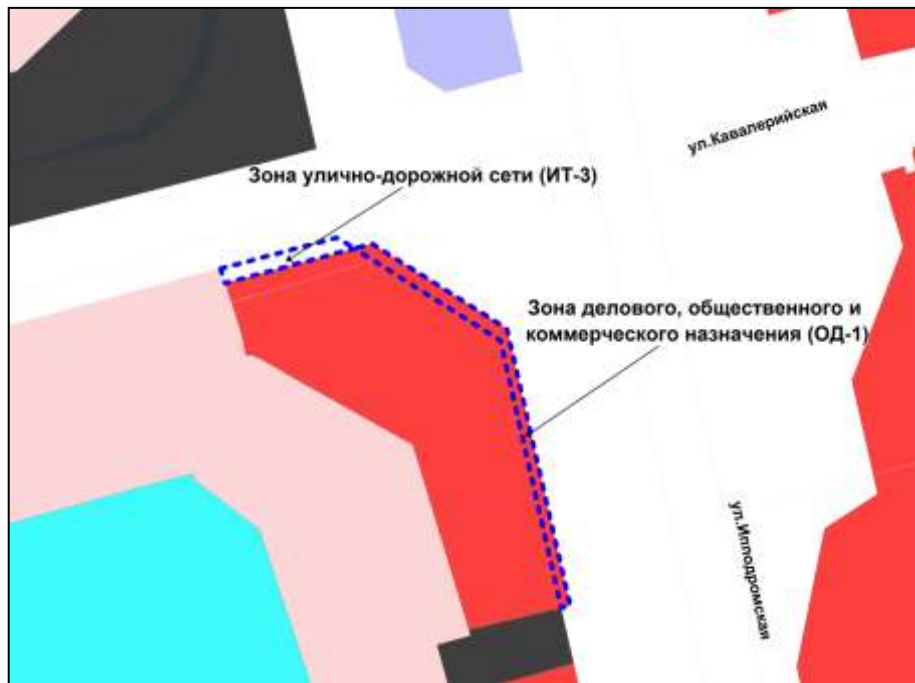 ул.Кавалерийская
Зона улично-дорожной сети (ИТ-3)
Зона делового, общественного и
коммерческого назначения (ОД-1)
ул.Ипподромская